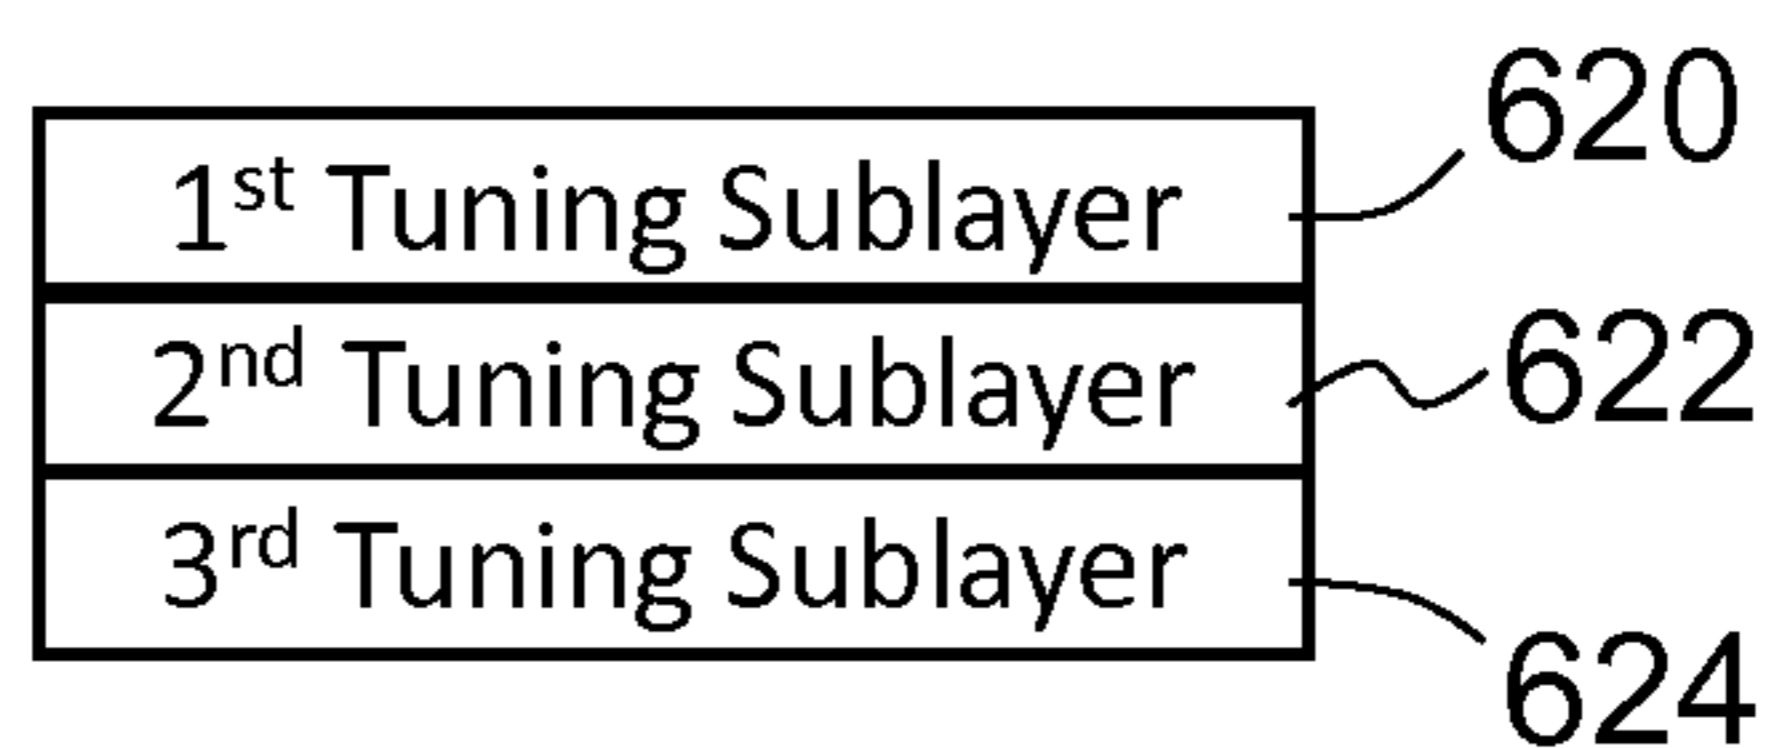 1st Tuning Sublayer 620
2nd Tuning Sublayer 622
3rd Tuning Sublayer 624